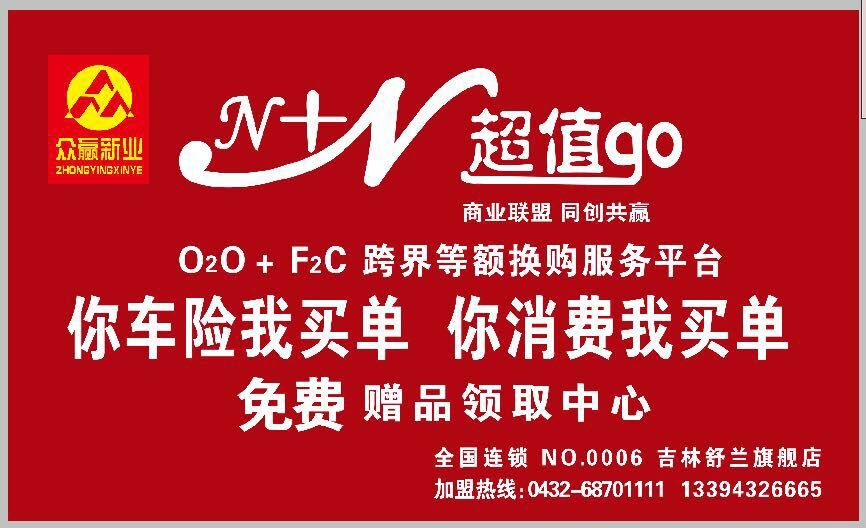 众赢新业
ZHONGYINGXINYE
N+N 超值go
商业联盟 同创共赢
O2O + F2C 跨界等额换购服务平台
你车险我买单 你消费我买单
免费 赠品领取中心
全国连锁 NO.0006 吉林舒兰旗舰店
加盟热线:0432-68701111 13394326665